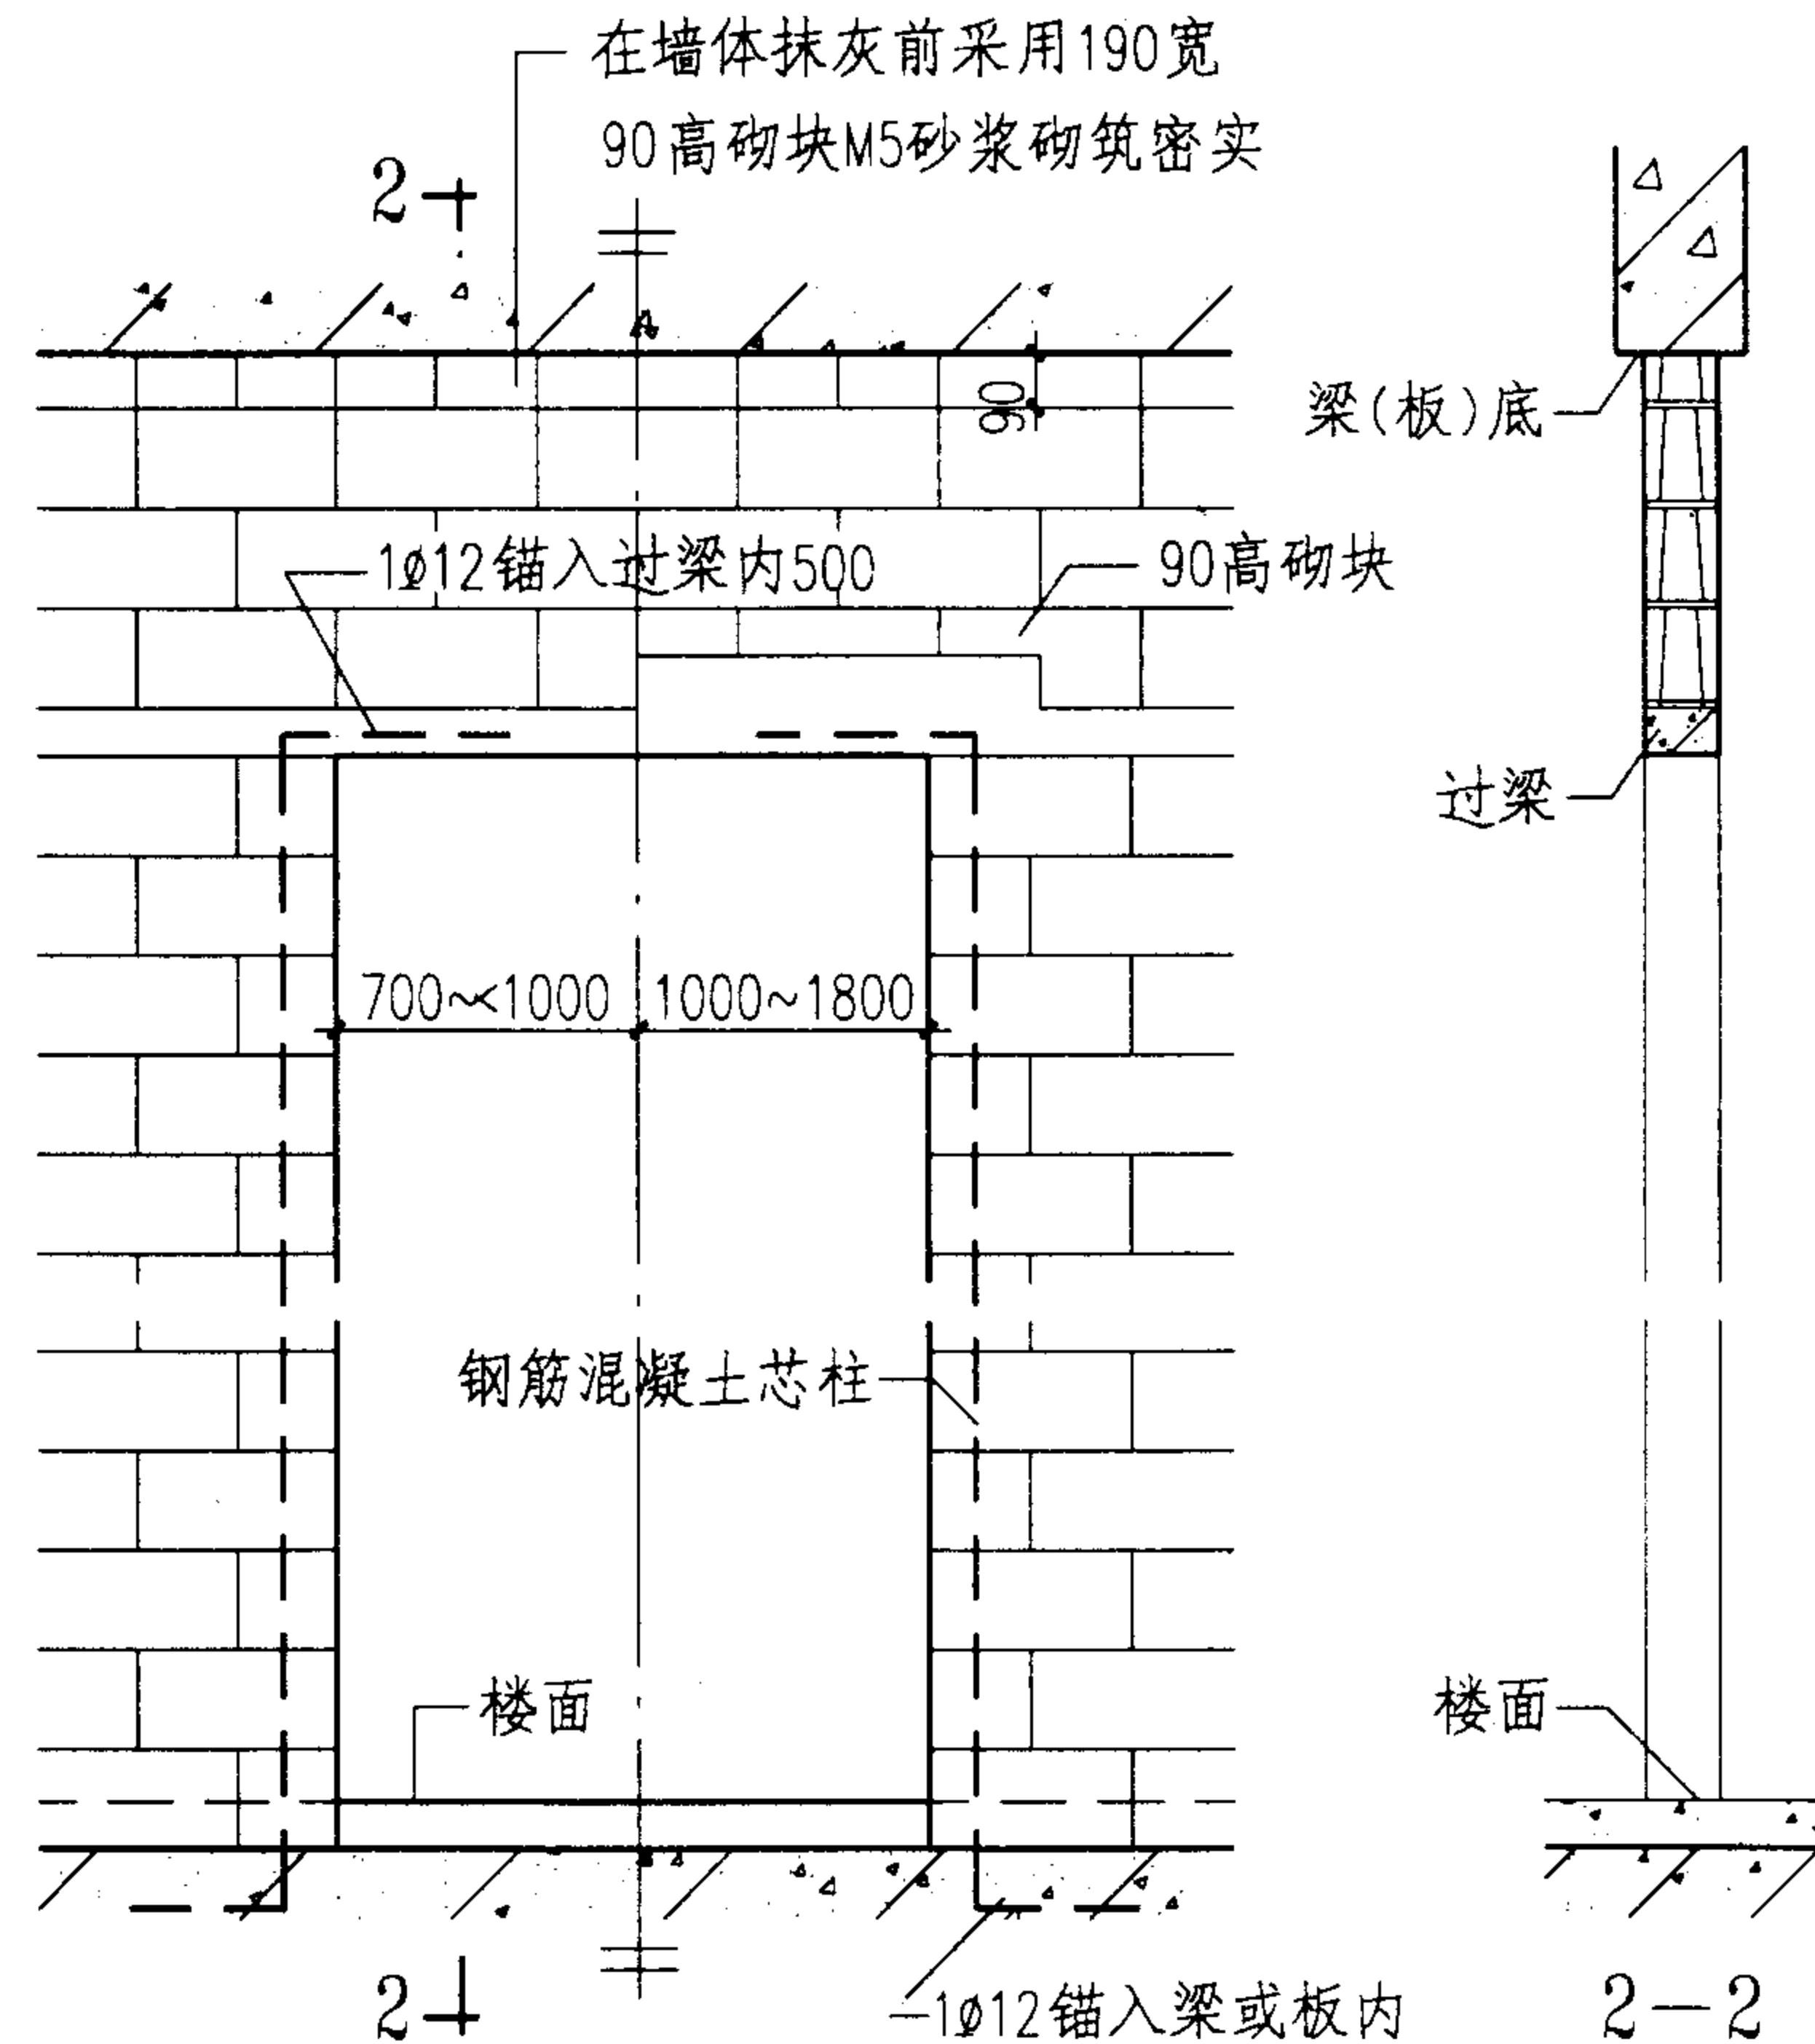 在墙体抹灰前采用190宽
90高砌块M5砂浆砌筑密实
2
90
梁(板)底
1ø12锚入过梁内500
90高砌块
过梁
700~<1000
1000~1800
钢筋混凝土芯柱
楼面
楼面
2
1ø12锚入梁或板内
2-2